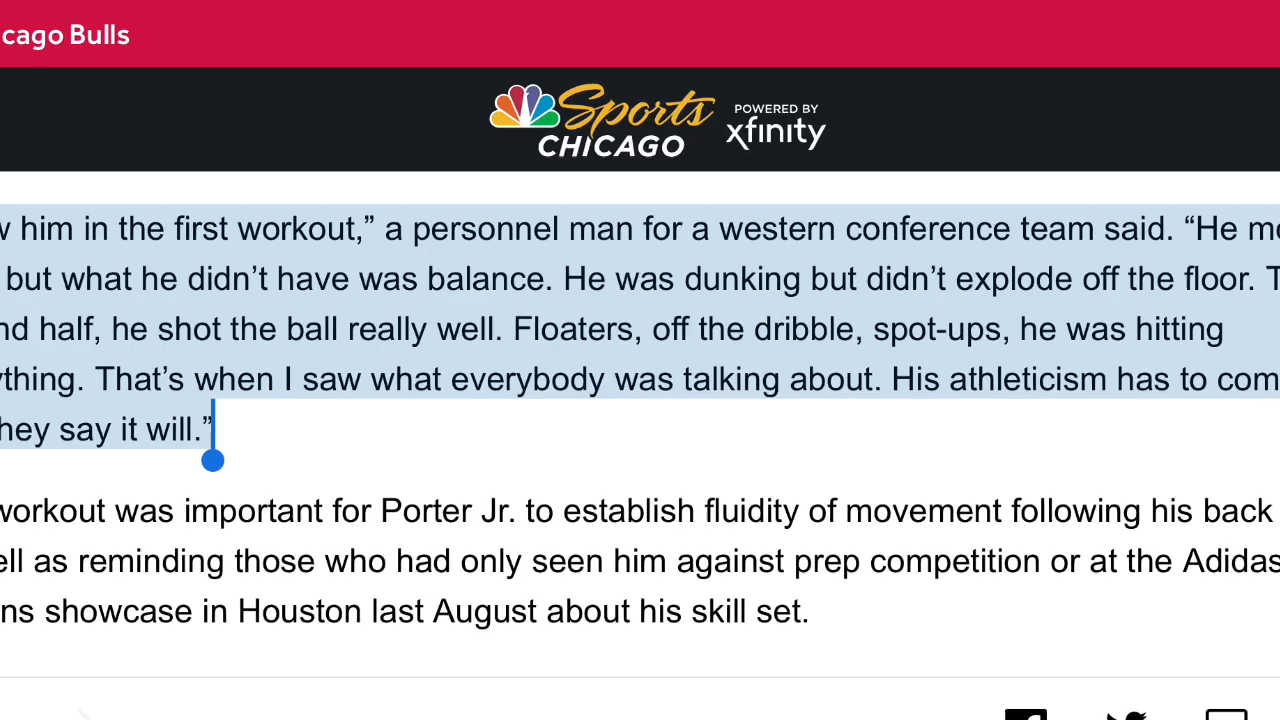 cago Bulls
Sports
CHICAGO
POWERED BY
xfinity
him in the first workout,” a personnel man for a western conference team said. “He
but what he didn’t have was balance. He was dunking but didn’t explode off the floor.
half, he shot the ball really well. Floaters, off the dribble, spot-ups, he was hitting
ything. That’s when I saw what everybody was talking about. His athleticism has to com
hey say it will.”
workout was important for Porter Jr. to establish fluidity of movement following his back
ell as reminding those who had only seen him against prep competition or at the Adidas
ns showcase in Houston last August about his skill set.